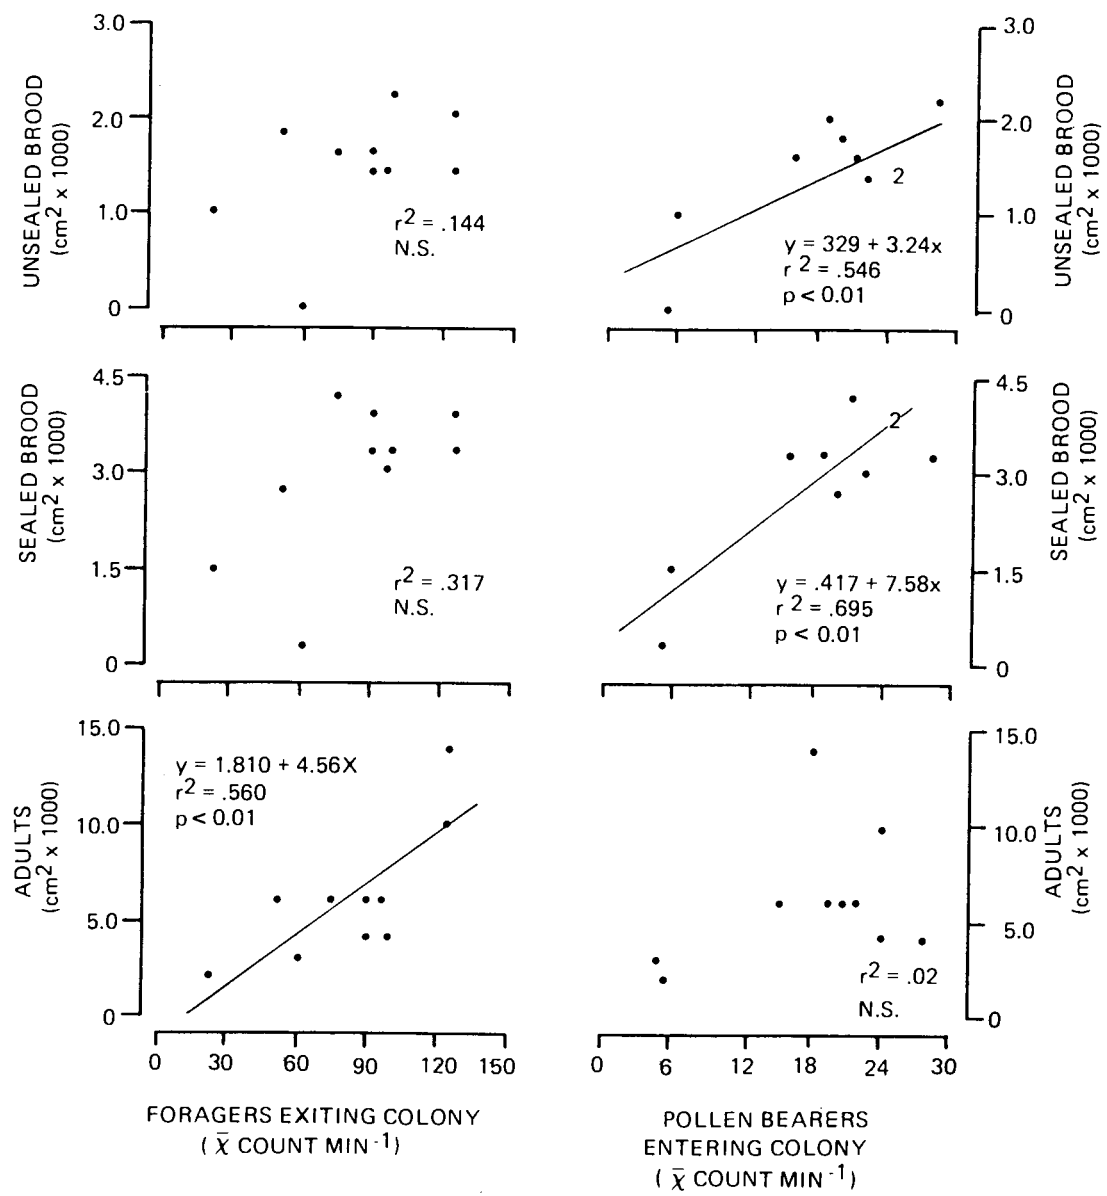 3.0
2.0
1.0
0
UNSEALED BROOD
(cm² x 1000)
r² = .144
N.S.
3.0
2.0
1.0
0
UNSEALED BROOD
(cm² x 1000)
2
y = 329 + 3.24x
r ² = .546
p < 0.01
4.5
3.0
1.5
0
SEALED BROOD
(cm² x 1000)
r² = .317
N.S.
4.5
3.0
1.5
0
SEALED BROOD
(cm² x 1000)
2
y = .417 + 7.58x
r ² = .695
p < 0.01
15.0
10.0
5.0
0
ADULTS
(cm² x 1000)
y = 1.810 + 4.56X
r² = .560
p < 0.01
15.0
10.0
5.0
0
ADULTS
(cm² x 1000)
r² = .02
N.S.
0 30 60 90 120 150
FORAGERS EXITING COLONY
( x̄ COUNT MIN⁻¹)
0 6 12 18 24 30
POLLEN BEARERS
ENTERING COLONY
( x̄ COUNT MIN⁻¹)